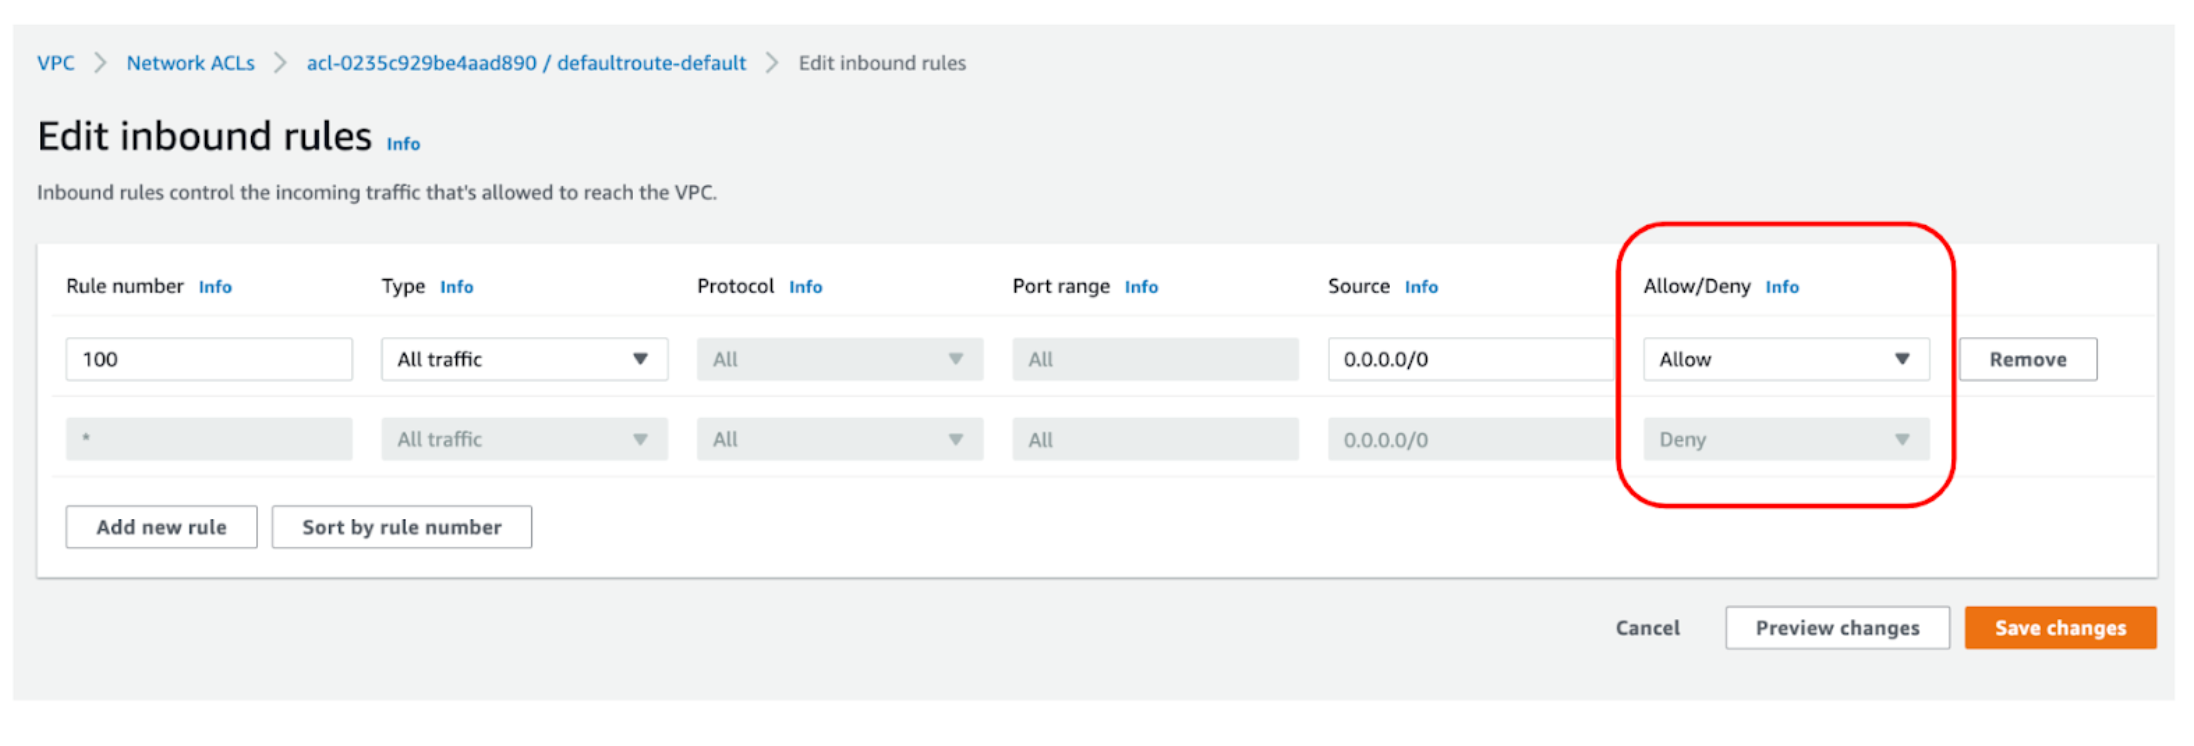 VPC > Network ACLs > acl-0235c929be4aad890 / defaultroute-default > Edit inbound rules
Edit inbound rules Info
Inbound rules control the incoming traffic that's allowed to reach the VPC.
Rule number Info Type Info Protocol Info Port range Info Source Info Allow/Deny Info
100 All traffic All All 0.0.0.0/0 Allow Remove
* All traffic All All 0.0.0.0/0 Deny
Add new rule Sort by rule number
Cancel Preview changes Save changes